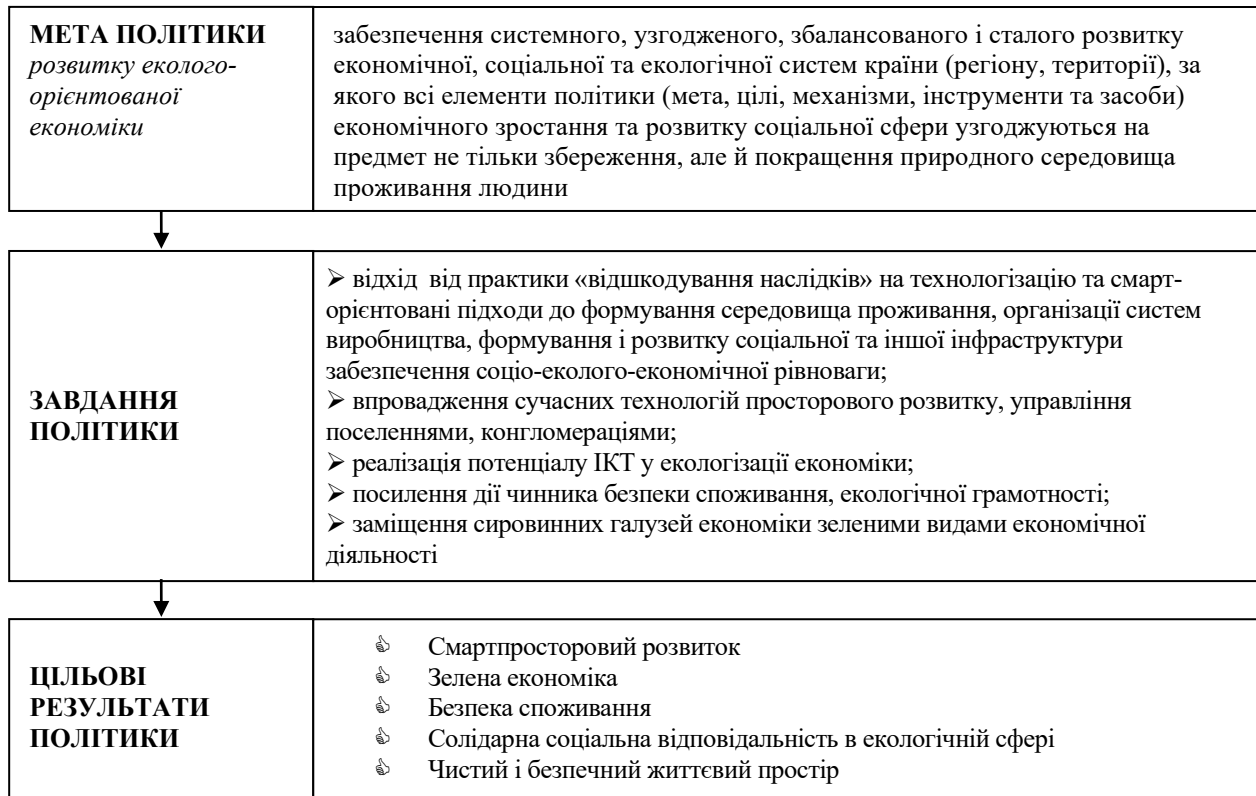 МЕТА ПОЛІТИКИ
розвитку еколого-
орієнтованої
економіки
забезпечення системного, узгодженого, збалансованого і сталого розвитку
економічної, соціальної та екологічної систем країни (регіону, території), за
якого всі елементи політики (мета, цілі, механізми, інструменти та засоби)
економічного зростання та розвитку соціальної сфери узгоджуються на
предмет не тільки збереження, але й покращення природного середовища
проживання людини
ЗАВДАННЯ
ПОЛІТИКИ
➢ відхід від практики «відшкодування наслідків» на технологізацію та смарт-
орієнтовані підходи до формування середовища проживання, організації систем
виробництва, формування і розвитку соціальної та іншої інфраструктури
забезпечення соціо-еколого-економічної рівноваги;
➢ впровадження сучасних технологій просторового розвитку, управління
поселеннями, конгломераціями;
➢ реалізація потенціалу ІКТ у екологізації економіки;
➢ посилення дії чинника безпеки споживання, екологічної грамотності;
➢ заміщення сировинних галузей економіки зеленими видами економічної
діяльності
ЦІЛЬОВІ
РЕЗУЛЬТАТИ
ПОЛІТИКИ
👍 Смартпросторовий розвиток
👍 Зелена економіка
👍 Безпека споживання
👍 Солідарна соціальна відповідальність в екологічній сфері
👍 Чистий і безпечний життєвий простір